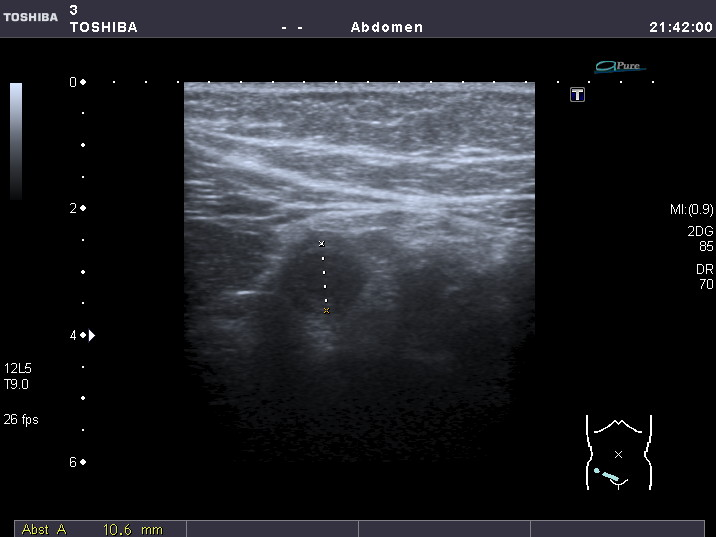 TOSHIBA
3
TOSHIBA - - Abdomen 21:42:00
APure
T
0
2
4
6
MI:(0.9)
2DG
85
DR
70
12L5
T9.0
26 fps
Abst A 10.6 mm